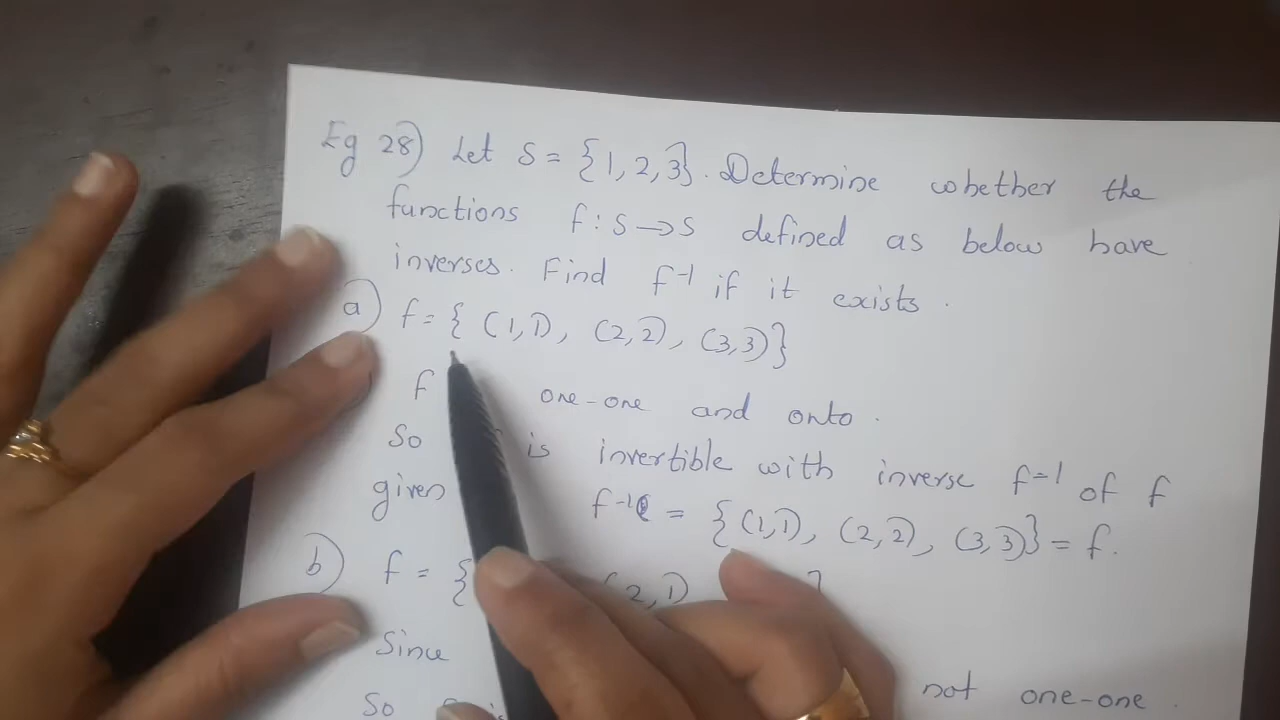 Eg 28) Let S = {1, 2, 3}. Determine whether the
functions f : S → S defined as below have
inverses. Find f⁻¹ if it exists.
a) f = { (1,1), (2,2), (3,3)}
f one-one and onto.
So is invertible with inverse f⁻¹ of f
given f⁻¹ = {(1,1), (2,2), (3,3)} = f.
b) f = { (2,1) }
Since not one-one.
So